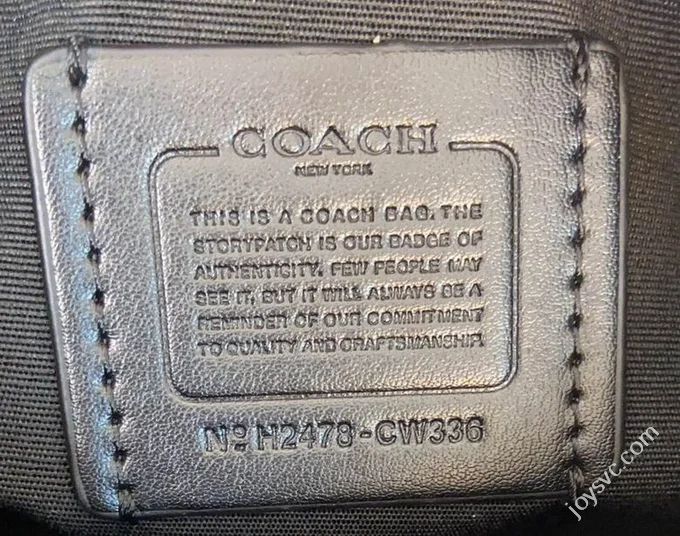 COACH
NEW YORK
THIS IS A COACH BAG. THE
STORYPATCH IS OUR BADGE OF
AUTHENTICITY. FEW PEOPLE MAY
SEE IT, BUT IT WILL ALWAYS BE A
REMINDER OF OUR COMMITMENT
TO QUALITY AND CRAFTSMANSHIP.
Nº H2478-CW336
joysvc.com